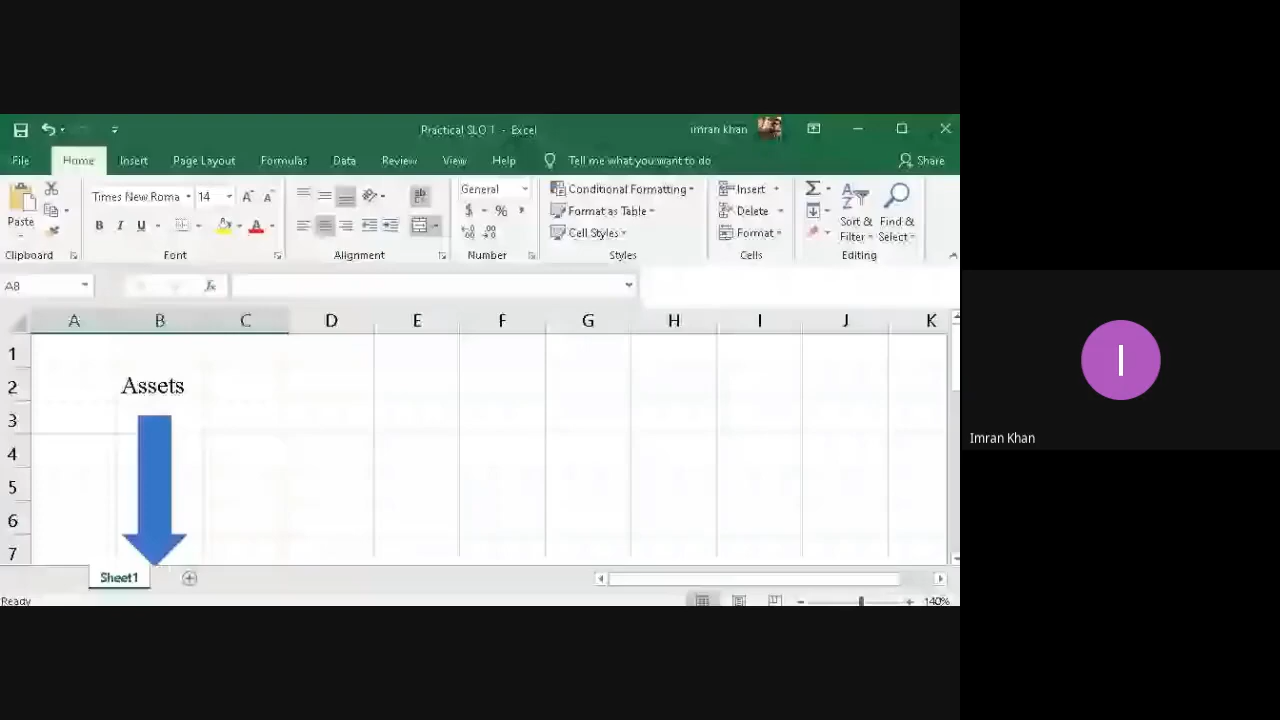 Practical SLO 1 - Excel
imran khan
File Home Insert Page Layout Formulas Data Review View Help Tell me what you want to do Share
Paste
Clipboard
Times New Roma 14
B I U A
Font
Alignment
General
$ % ,
Number
Conditional Formatting
Format as Table
Cell Styles
Styles
Insert
Delete
Format
Cells
Σ
Sort & Filter
Find & Select
Editing
A8 fx
A B C D E F G H I J K
1
2 Assets
3
4
5
6
7
Sheet1
Ready 140%
I
Imran Khan